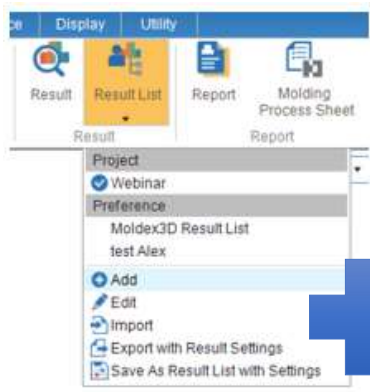 Display Utility
Result
Result List
Report
Molding
Process Sheet
Result
Report
Project
Webinar
Preference
Moldex3D Result List
test Alex
Add
Edit
Import
Export with Result Settings
Save As Result List with Settings